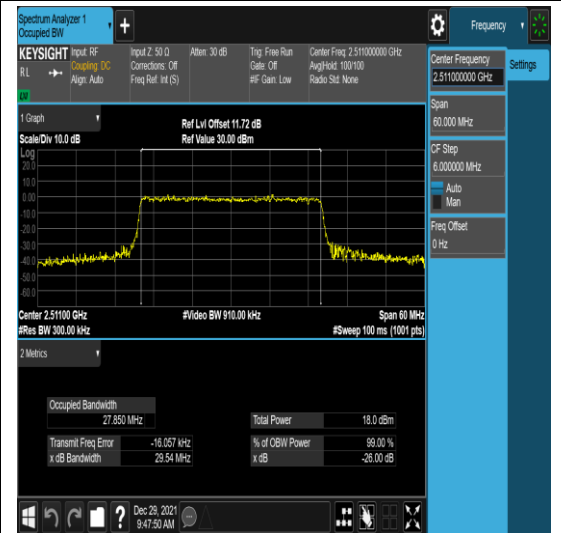 Spectrum Analyzer 1
Occupied BW
+
Frequency
KEYSIGHT
RL
Input: RF
Coupling: DC
Align: Auto
Input Z: 50 Ω
Corrections: Off
Freq Ref: Int (S)
Atten: 30 dB
Trig: Free Run
Gate: Off
#IF Gain: Low
Center Freq: 2.511000000 GHz
Avg|Hold: 100/100
Radio Std: None
Center Frequency
2.511000000 GHz
Settings
Span
60.000 MHz
CF Step
6.000000 MHz
Auto
Man
Freq Offset
0 Hz
1 Graph
Scale/Div 10.0 dB
Ref Lvl Offset 11.72 dB
Ref Value 30.00 dBm
Log
20.0
10.0
0.00
-10.0
-20.0
-30.0
-40.0
-50.0
-60.0
Center 2.51100 GHz
#Res BW 300.00 kHz
#Video BW 910.00 kHz
Span 60 MHz
#Sweep 100 ms (1001 pts)
2 Metrics
Occupied Bandwidth
27.850 MHz
Total Power 18.0 dBm
Transmit Freq Error -16.057 kHz
% of OBW Power 99.00 %
x dB Bandwidth 29.54 MHz
x dB -26.00 dB
?
Dec 29, 2021
9:47:50 AM